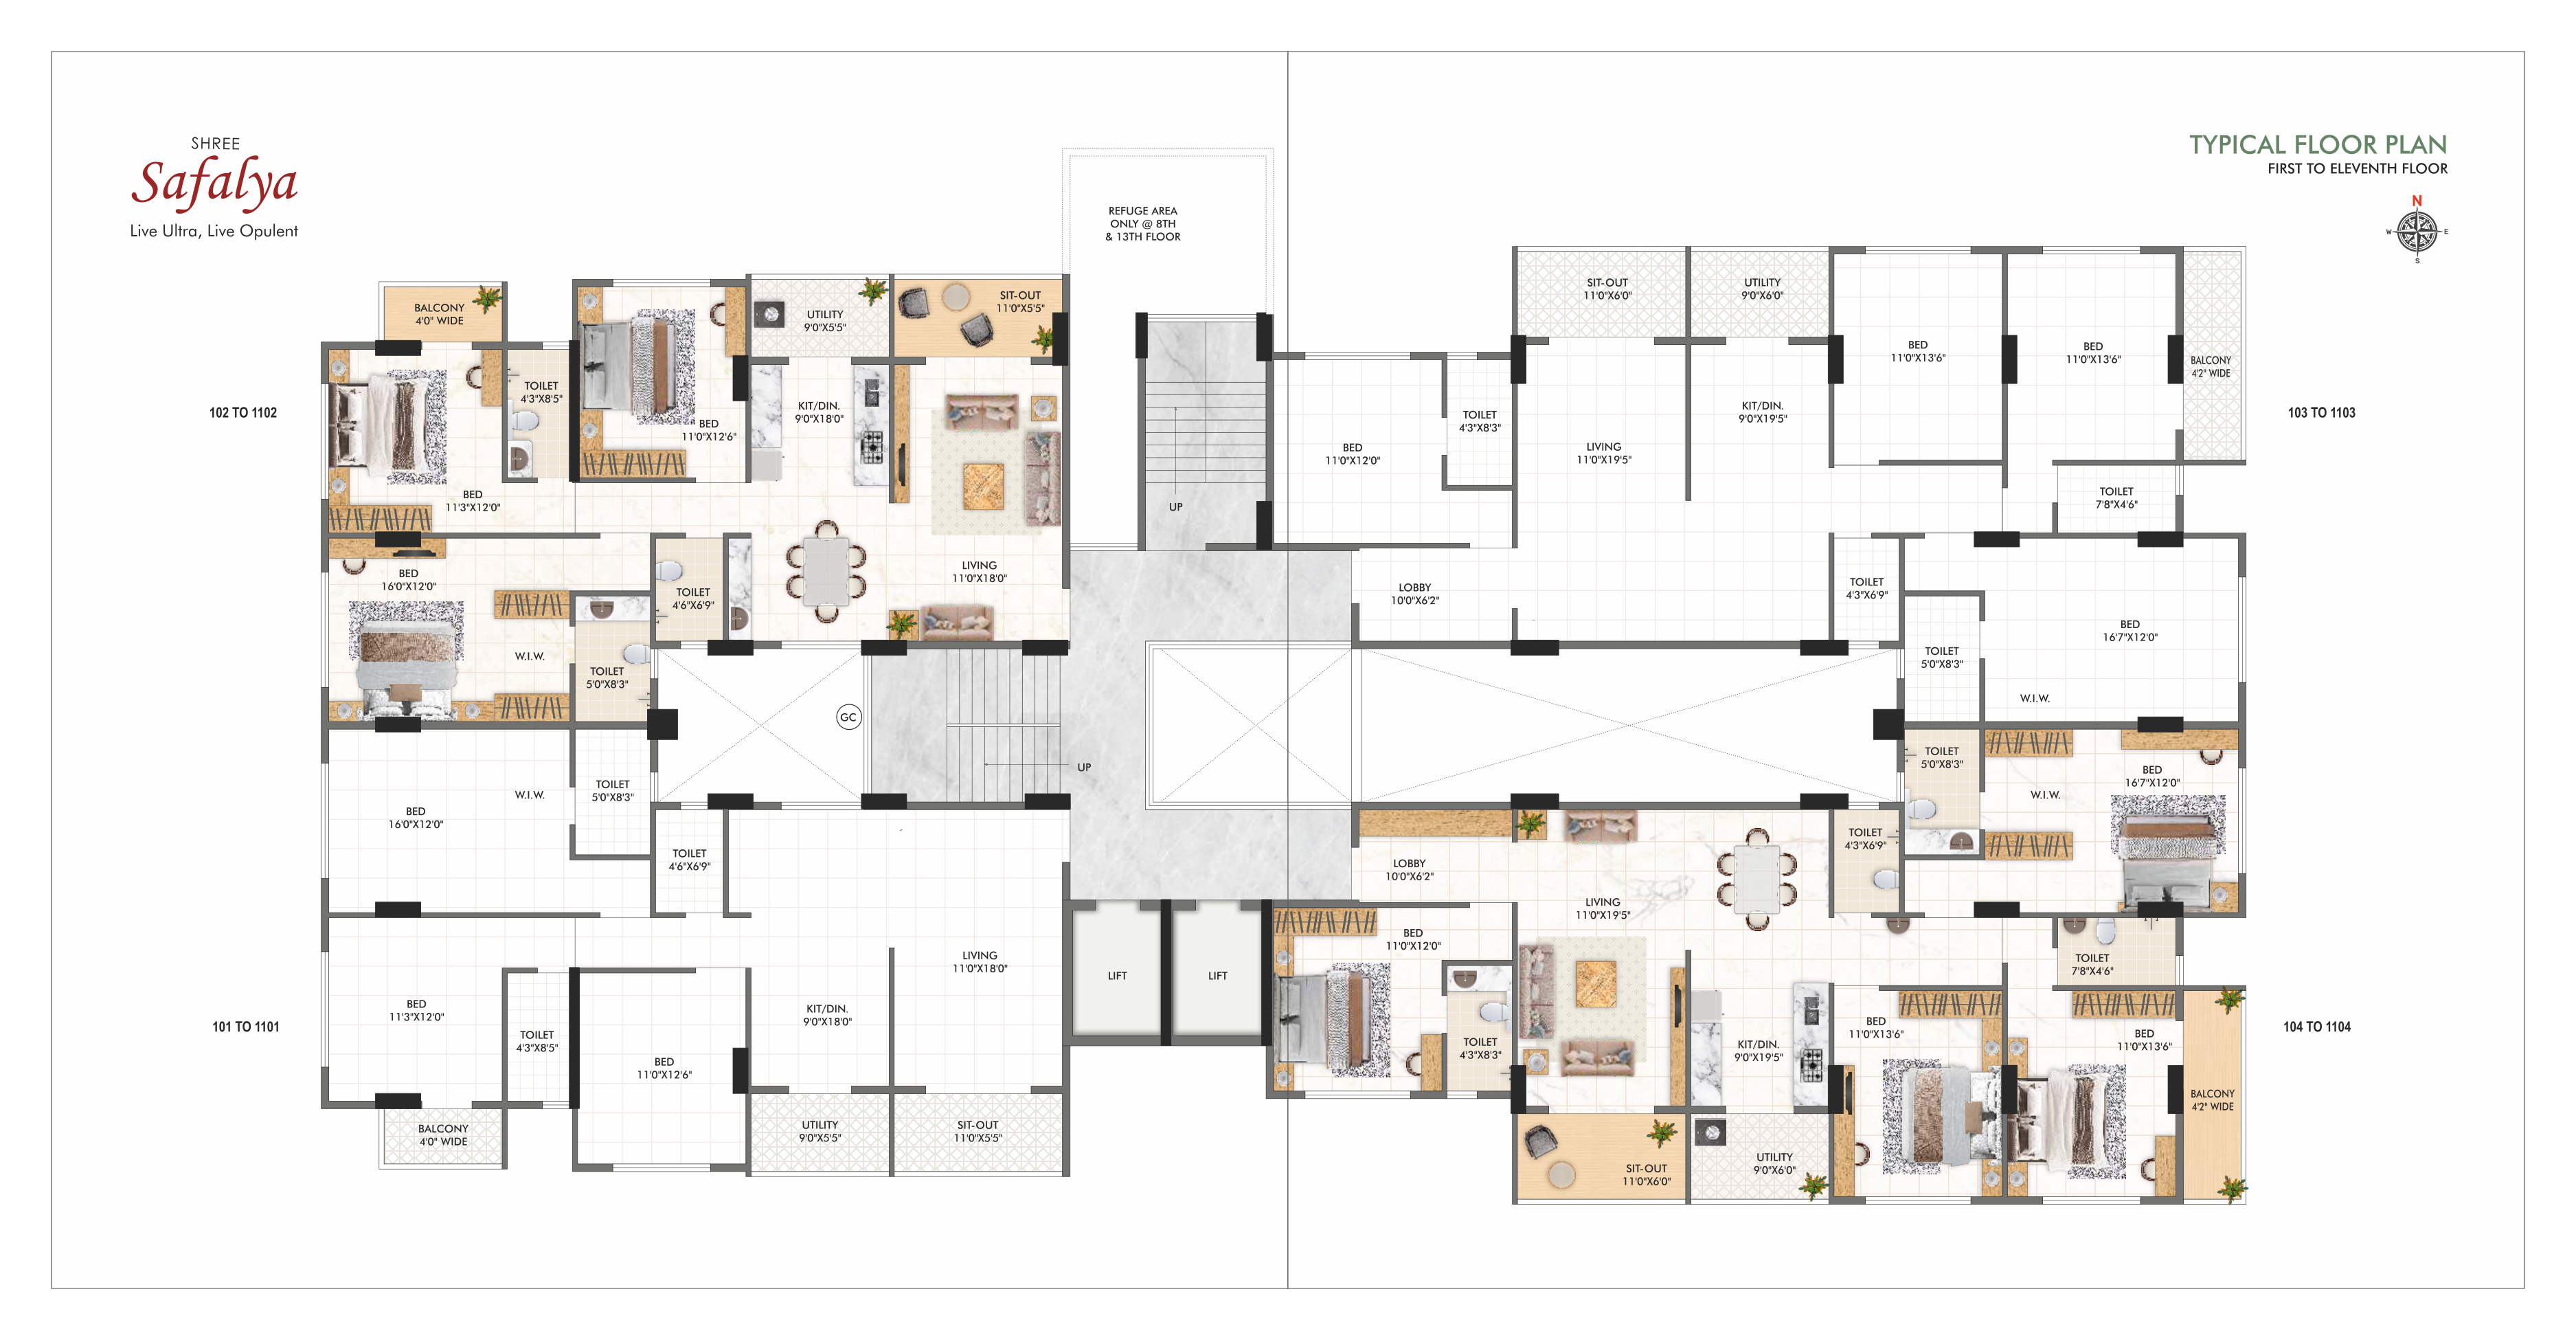 SHREE
Safalya
Live Ultra, Live Opulent
TYPICAL FLOOR PLAN
FIRST TO ELEVENTH FLOOR
N
W
E
S
REFUGE AREA
ONLY @ 8TH
& 13TH FLOOR
102 TO 1102
BALCONY
4'0" WIDE
TOILET
4'3"X8'5"
BED
11'0"X12'6"
UTILITY
9'0"X5'5"
SIT-OUT
11'0"X5'5"
KIT/DIN.
9'0"X18'0"
BED
11'3"X12'0"
LIVING
11'0"X18'0"
BED
16'0"X12'0"
W.I.W.
TOILET
5'0"X8'3"
TOILET
4'6"X6'9"
UP
GC
UP
103 TO 1103
SIT-OUT
11'0"X6'0"
UTILITY
9'0"X6'0"
BED
11'0"X13'6"
BED
11'0"X13'6"
BALCONY
4'2" WIDE
BED
11'0"X12'0"
TOILET
4'3"X8'3"
LIVING
11'0"X19'5"
KIT/DIN.
9'0"X19'5"
TOILET
7'8"X4'6"
LOBBY
10'0"X6'2"
TOILET
4'3"X6'9"
TOILET
5'0"X8'3"
BED
16'7"X12'0"
W.I.W.
101 TO 1101
BED
16'0"X12'0"
W.I.W.
TOILET
5'0"X8'3"
TOILET
4'6"X6'9"
LIVING
11'0"X18'0"
BED
11'3"X12'0"
TOILET
4'3"X8'5"
BED
11'0"X12'6"
KIT/DIN.
9'0"X18'0"
BALCONY
4'0" WIDE
UTILITY
9'0"X5'5"
SIT-OUT
11'0"X5'5"
LIFT
LIFT
104 TO 1104
TOILET
5'0"X8'3"
W.I.W.
BED
16'7"X12'0"
TOILET
4'3"X6'9"
LOBBY
10'0"X6'2"
LIVING
11'0"X19'5"
BED
11'0"X12'0"
TOILET
4'3"X8'3"
KIT/DIN.
9'0"X19'5"
TOILET
7'8"X4'6"
BED
11'0"X13'6"
BED
11'0"X13'6"
BALCONY
4'2" WIDE
SIT-OUT
11'0"X6'0"
UTILITY
9'0"X6'0"